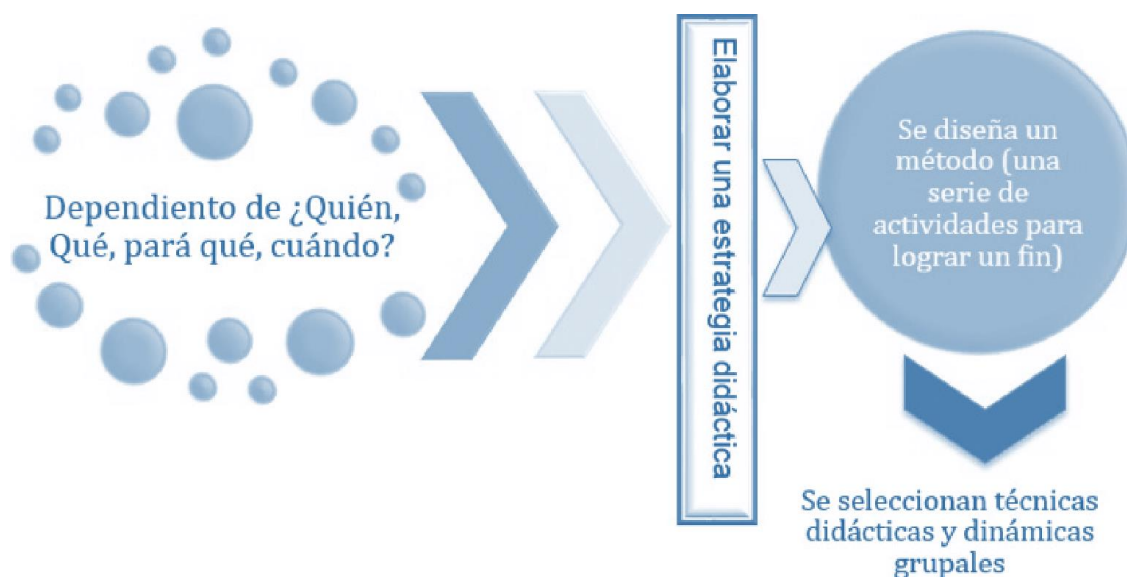 Dependiento de ¿Quién,
Qué, pará qué, cuándo?
Elaborar una estrategia didáctica
Se diseña un
método (una
serie de
actividades para
lograr un fin)
Se seleccionan técnicas
didácticas y dinámicas
grupales